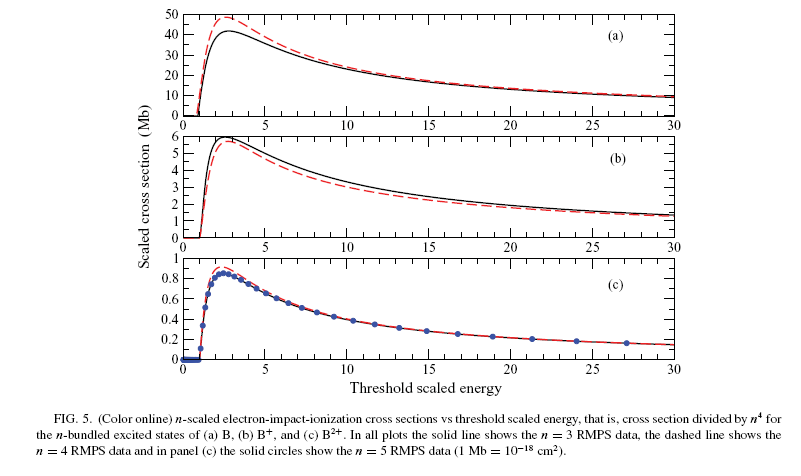 50
40
30
20
10
0
(a)
0 5 10 15 20 25 30
6
5
4
3
2
1
0
(b)
0 5 10 15 20 25 30
1
0.8
0.6
0.4
0.2
0
(c)
0 5 10 15 20 25 30
Scaled cross section (Mb)
Threshold scaled energy
FIG. 5. (Color online) n-scaled electron-impact-ionization cross sections vs threshold scaled energy, that is, cross section divided by n⁴ for
the n-bundled excited states of (a) B, (b) B⁺, and (c) B²⁺. In all plots the solid line shows the n = 3 RMPS data, the dashed line shows the
n = 4 RMPS data and in panel (c) the solid circles show the n = 5 RMPS data (1 Mb = 10⁻¹⁸ cm²).